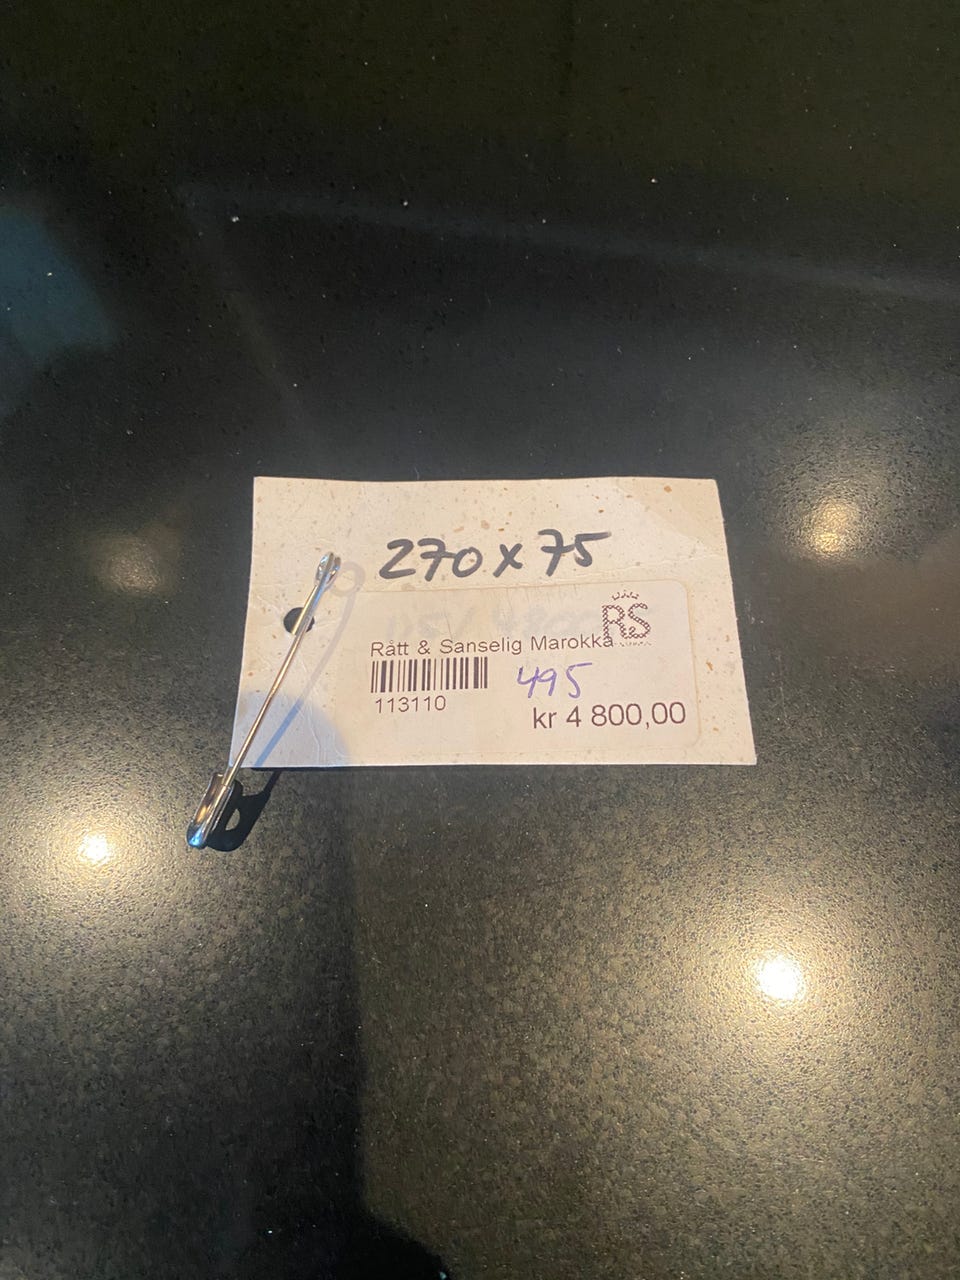 270 x 75
RS
Rått & Sanselig Marokka
495
113110
kr 4 800,00